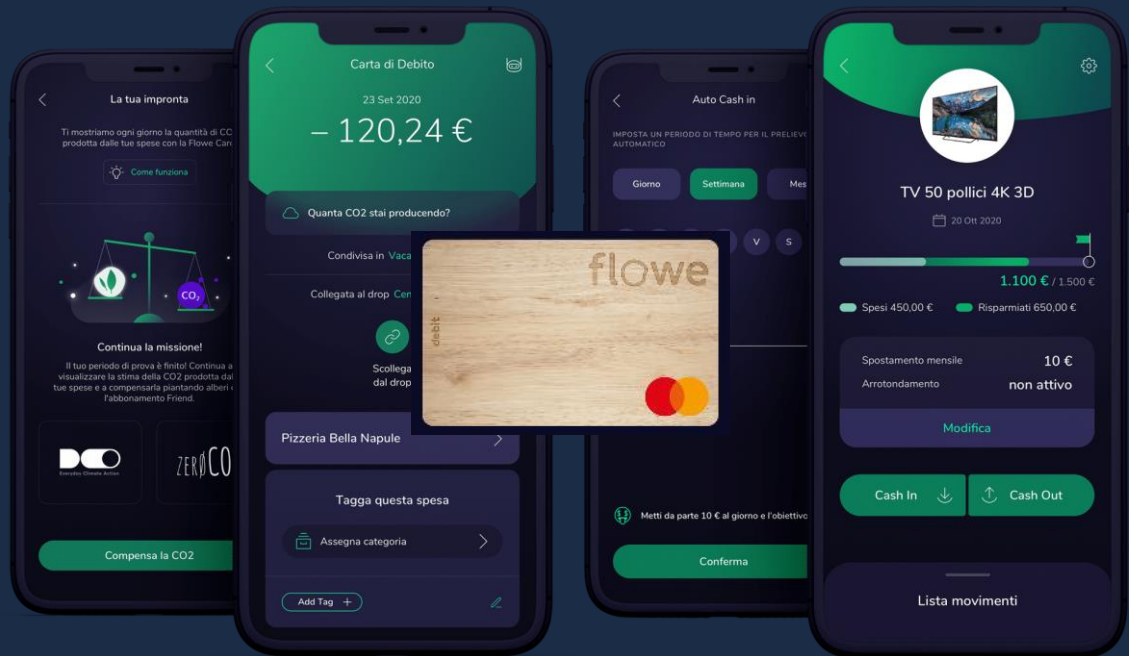 La tua impronta
Ti mostriamo ogni giorno la quantità di
prodotta dalle tue spese con la Flowe
Come funziona
CO₂
Continua la missione!
Il tuo periodo di prova è finito! Continua a
visualizzare la stima della CO2 prodotta
tue spese e a compensarla piantando alberi
l'abbonamento Friend.
DO
Everyday Climate Action
ZERØCO
Compensa la CO2
Carta di Debito
23 Set 2020
– 120,24 €
Quanta CO2 stai producendo?
Condivisa in
Collegata al drop
Scollega
dal drop
Pizzeria Bella Napule
Tagga questa spesa
Assegna categoria
Add Tag +
flowe
debit
Auto Cash in
IMPOSTA UN PERIODO DI TEMPO PER IL PRELIEVO
AUTOMATICO
Giorno
Settimana
Mes
V
S
Metti da parte 10 € al giorno e l'obiettivo
Conferma
TV 50 pollici 4K 3D
20 Ott 2020
1.100 € / 1.500 €
Spesi 450,00 €
Risparmiati 650,00 €
Spostamento mensile 10 €
Arrotondamento non attivo
Modifica
Cash In
Cash Out
Lista movimenti